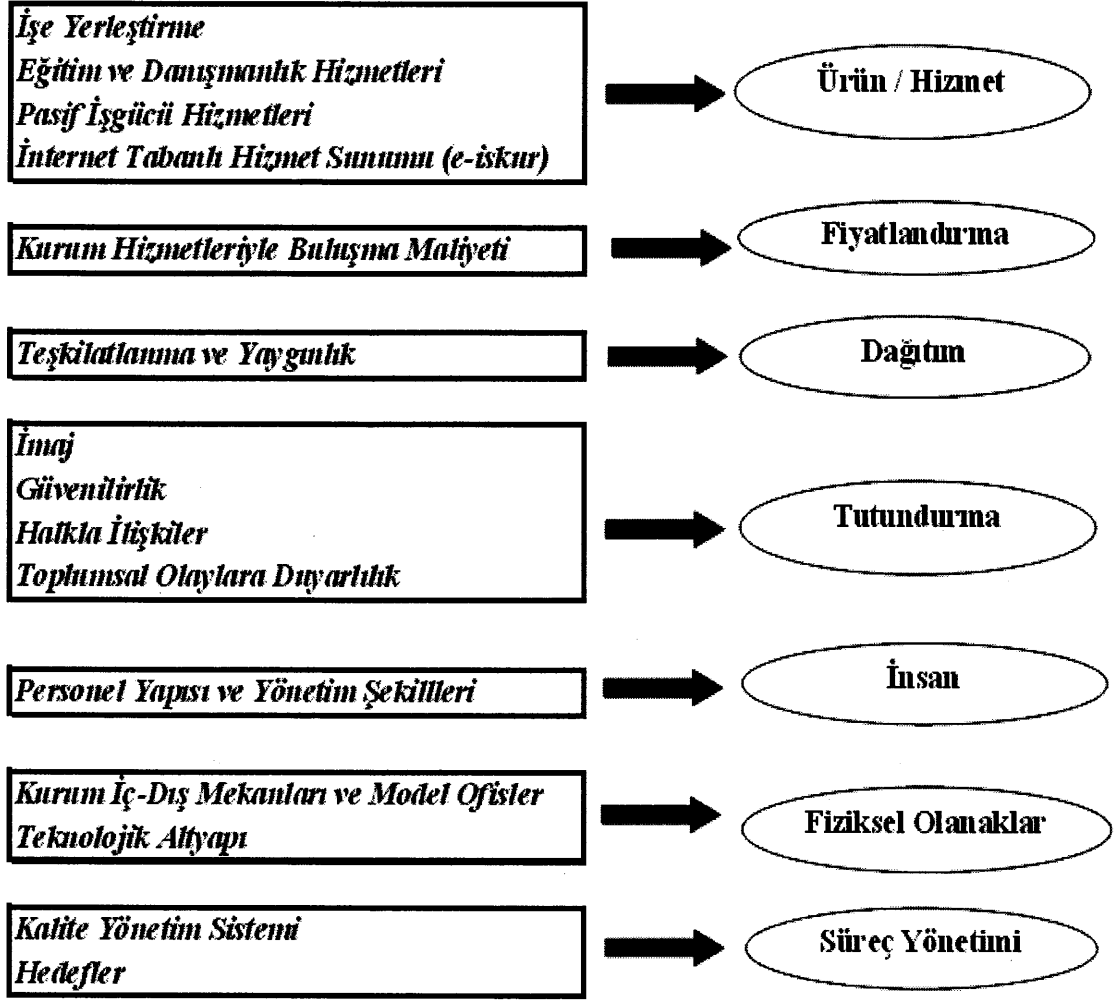 İşe Yerleştirme
Eğitim ve Danışmanlık Hizmetleri
Pasif İşgücü Hizmetleri
İnternet Tabanlı Hizmet Sunumu (e-iskur)
Ürün / Hizmet
Kurum Hizmetleriyle Buluşma Maliyeti
Fiyatlandırma
Teşkilatlanma ve Yaygınlık
Dağıtım
İmaj
Güvenilirlik
Halkla İlişkiler
Toplumsal Olaylara Duyarlılık
Tutundurma
Personel Yapısı ve Yönetim Şekillleri
İnsan
Kurum İç-Dış Mekanları ve Model Ofisler
Teknolojik Altyapı
Fiziksel Olanaklar
Kalite Yönetim Sistemi
Hedefler
Süreç Yönetimi